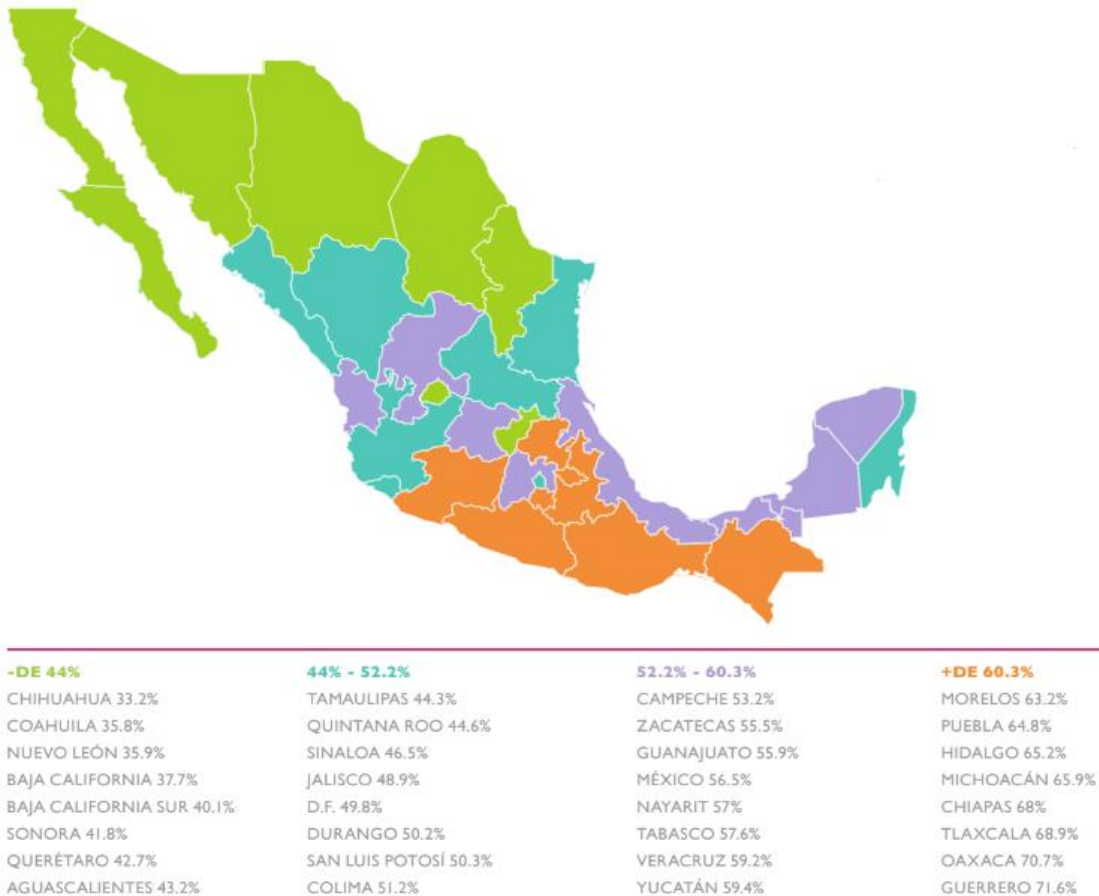 -DE 44%
CHIHUAHUA 33.2%
COAHUILA 35.8%
NUEVO LEÓN 35.9%
BAJA CALIFORNIA 37.7%
BAJA CALIFORNIA SUR 40.1%
SONORA 41.8%
QUERÉTARO 42.7%
AGUASCALIENTES 43.2%
44% - 52.2%
TAMAULIPAS 44.3%
QUINTANA ROO 44.6%
SINALOA 46.5%
JALISCO 48.9%
D.F. 49.8%
DURANGO 50.2%
SAN LUIS POTOSÍ 50.3%
COLIMA 51.2%
52.2% - 60.3%
CAMPECHE 53.2%
ZACATECAS 55.5%
GUANAJUATO 55.9%
MÉXICO 56.5%
NAYARIT 57%
TABASCO 57.6%
VERACRUZ 59.2%
YUCATÁN 59.4%
+DE 60.3%
MORELOS 63.2%
PUEBLA 64.8%
HIDALGO 65.2%
MICHOACÁN 65.9%
CHIAPAS 68%
TLAXCALA 68.9%
OAXACA 70.7%
GUERRERO 71.6%